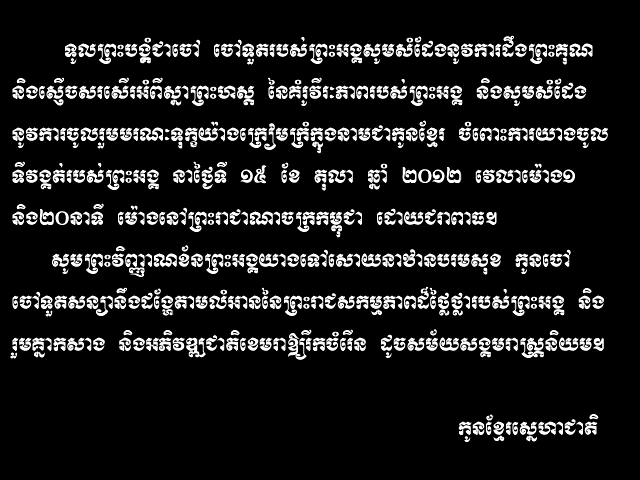 ទូលព្រះបង្គំជាចៅ ចៅទួតរបស់ព្រះអង្គសូមសំដែងនូវការដឹងព្រះគុណ
និងស្ញើចសរសើរអំពីស្នាព្រះហស្ត នៃគំរូវីរៈភាពរបស់ព្រះអង្គ និងសូមសំដែង
នូវការចូលរួមមរណៈទុក្ខយ៉ាងក្រៀមក្រំក្នុងនាមជាកូនខ្មែរ ចំពោះការយាងចូល
ទីវង្គត់របស់ព្រះអង្គ នាថ្ងៃទី ១៥ ខែ តុលា ឆ្នាំ ២០១២ វេលាម៉ោង១
និង២០នាទី ម៉ោងនៅព្រះរាជាណាចក្រកម្ពុជា ដោយជរាពាធ។
សូមព្រះវិញ្ញាណខ័នព្រះអង្គយាងទៅសោយនាឋានបរមសុខ កូនចៅ
ចៅទួតសន្យានឹងដង្ហែតាមលំអាននៃព្រះរាជសកម្មភាពដ៏ថ្លៃថ្លារបស់ព្រះអង្គ និង
រួមគ្នាកសាង និងអភិវឌ្ឍជាតិខេមរាឱ្យរីកចំរើន ដូចសម័យសង្គមរាស្ត្រនិយម។
កូនខ្មែរស្នេហាជាតិ